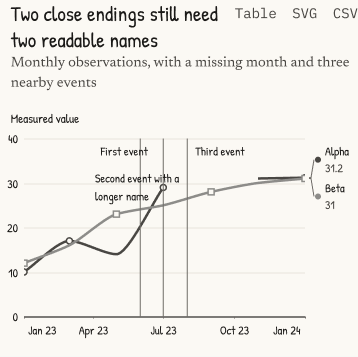 Two close endings still need
two readable names
Table SVG CSV
Monthly observations, with a missing month and three
nearby events
Measured value
40
30
20
10
0
First event
Second event with a
longer name
Third event
Alpha
31.2
Beta
31
Jan 23 Apr 23 Jul 23 Oct 23 Jan 24